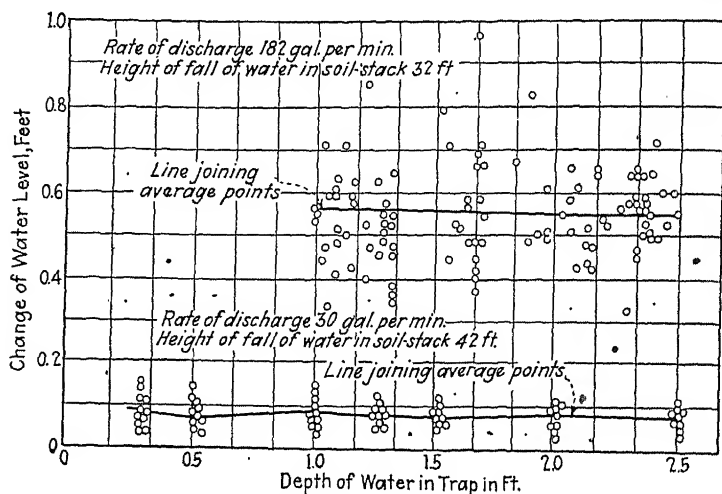 1.0
Rate of discharge 182 gal. per min.
Height of fall of water in soil-stack 32 ft
0.8
Line joining
average points
0.6
0.4
Rate of discharge 30 gal. per min.
Height of fall of water in soil-stack 42 ft.
0.2
Line joining average points
0
Change of Water Level, Feet
0 0.5 1.0 1.5 2.0 2.5
Depth of Water in Trap in Ft.